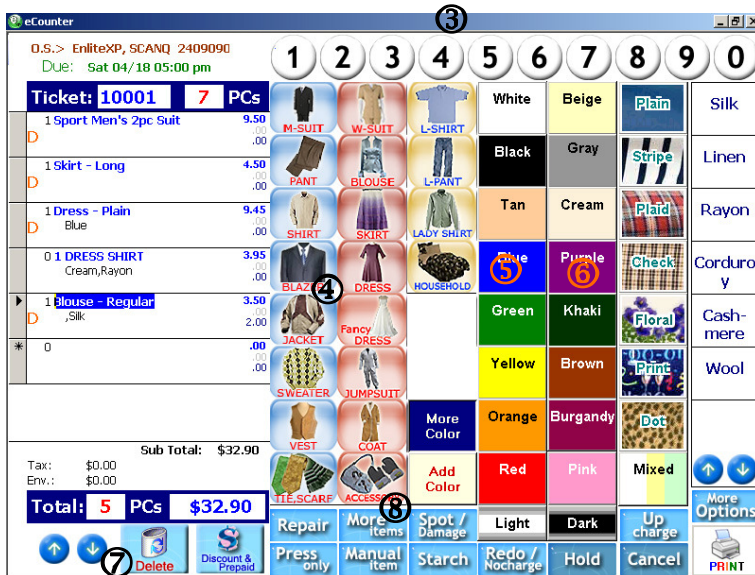 eCounter
③
O.S.> EnliteXP, SCANQ 2409090
Due: Sat 04/18 05:00 pm
1 2 3 4 5 6 7 8 9 0
Ticket: 10001 7 PCs
1 Sport Men's 2pc Suit 9.50
.00
D .00
1 Skirt - Long 4.50
.00
D .00
1 Dress - Plain 9.45
Blue .00
D .00
0 1 DRESS SHIRT 3.95
Cream,Rayon .00
.00
1 Blouse - Regular 3.50
,Silk .00
D 2.00
* 0 .00
.00
.00
Sub Total: $32.90
Tax: $0.00
Env.: $0.00
Total: 5 PCs $32.90
⑦
Delete
$
Discount & Prepaid
M-SUIT W-SUIT L-SHIRT
PANT BLOUSE L-PANT
SHIRT SKIRT LADY SHIRT
BLAZER DRESS HOUSEHOLD
④
JACKET Fancy DRESS
SWEATER JUMPSUIT
VEST COAT
TIE,SCARF ACCESSORY
⑧
More Color
Add Color
White Beige
Black Gray
Tan Cream
Blue Purple
⑤ ⑥
Green Khaki
Yellow Brown
Orange Burgandy
Red Pink
Light Dark
Plain
Stripe
Plaid
Check
Floral
Print
Dot
Mixed
Silk
Linen
Rayon
Corduro
y
Cash-
mere
Wool
More
Options
Repair More items Spot / Damage Up charge
Press only Manual item Starch Redo / Nocharge Hold Cancel
PRINT